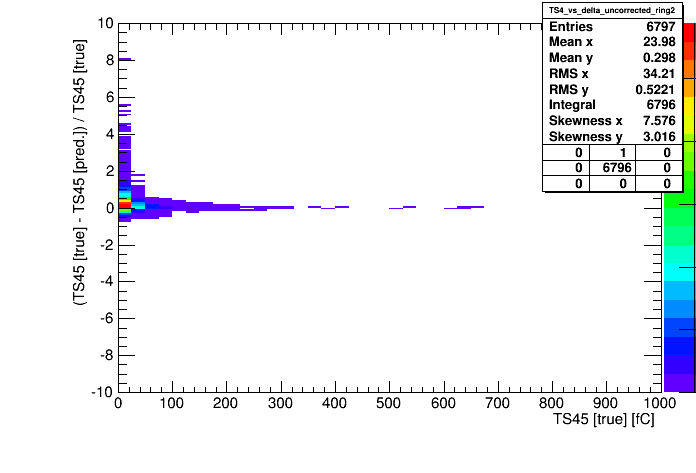 TS4_vs_delta_uncorrected_ring2
Entries 6797
Mean x 23.98
Mean y 0.298
RMS x 34.21
RMS y 0.5221
Integral 6796
Skewness x 7.576
Skewness y 3.016
0 1 0
0 6796 0
0 0 0
(TS45 [true] - TS45 [pred.]) / TS45 [true]
10
8
6
4
2
0
-2
-4
-6
-8
-10
0 100 200 300 400 500 600 700 800 900 1000
TS45 [true] [fC]